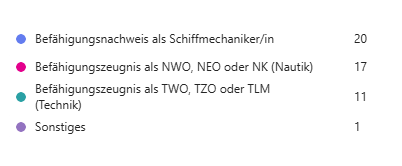 Befähigungsnachweis als Schiffmechaniker/in 20
Befähigungszeugnis als NWO, NEO oder NK (Nautik) 17
Befähigungszeugnis als TWO, TZO oder TLM 11
(Technik)
Sonstiges 1